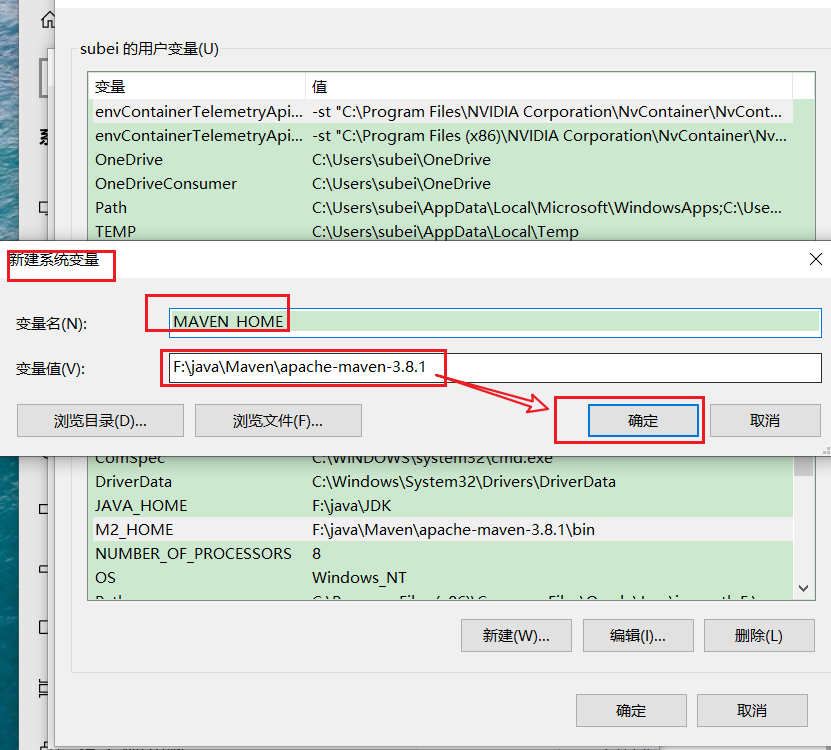 subei 的用户变量(U)
变量 值
envContainerTelemetryApi... -st "C:\Program Files\NVIDIA Corporation\NvContainer\NvCont...
envContainerTelemetryApi... -st "C:\Program Files (x86)\NVIDIA Corporation\NvContainer\Nv...
OneDrive C:\Users\subei\OneDrive
OneDriveConsumer C:\Users\subei\OneDrive
Path C:\Users\subei\AppData\Local\Microsoft\WindowsApps;C:\Use...
TEMP C:\Users\subei\AppData\Local\Temp
新建系统变量
变量名(N): MAVEN_HOME
变量值(V): F:\java\Maven\apache-maven-3.8.1
浏览目录(D)... 浏览文件(F)... 确定 取消
ComSpec C:\WINDOWS\system32\cmd.exe
DriverData C:\Windows\System32\Drivers\DriverData
JAVA_HOME F:\java\JDK
M2_HOME F:\java\Maven\apache-maven-3.8.1\bin
NUMBER_OF_PROCESSORS 8
OS Windows_NT
新建(W)... 编辑(I)... 删除(L)
确定 取消